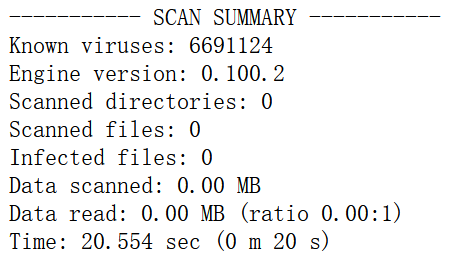 ----------- SCAN SUMMARY -----------
Known viruses: 6691124
Engine version: 0.100.2
Scanned directories: 0
Scanned files: 0
Infected files: 0
Data scanned: 0.00 MB
Data read: 0.00 MB (ratio 0.00:1)
Time: 20.554 sec (0 m 20 s)